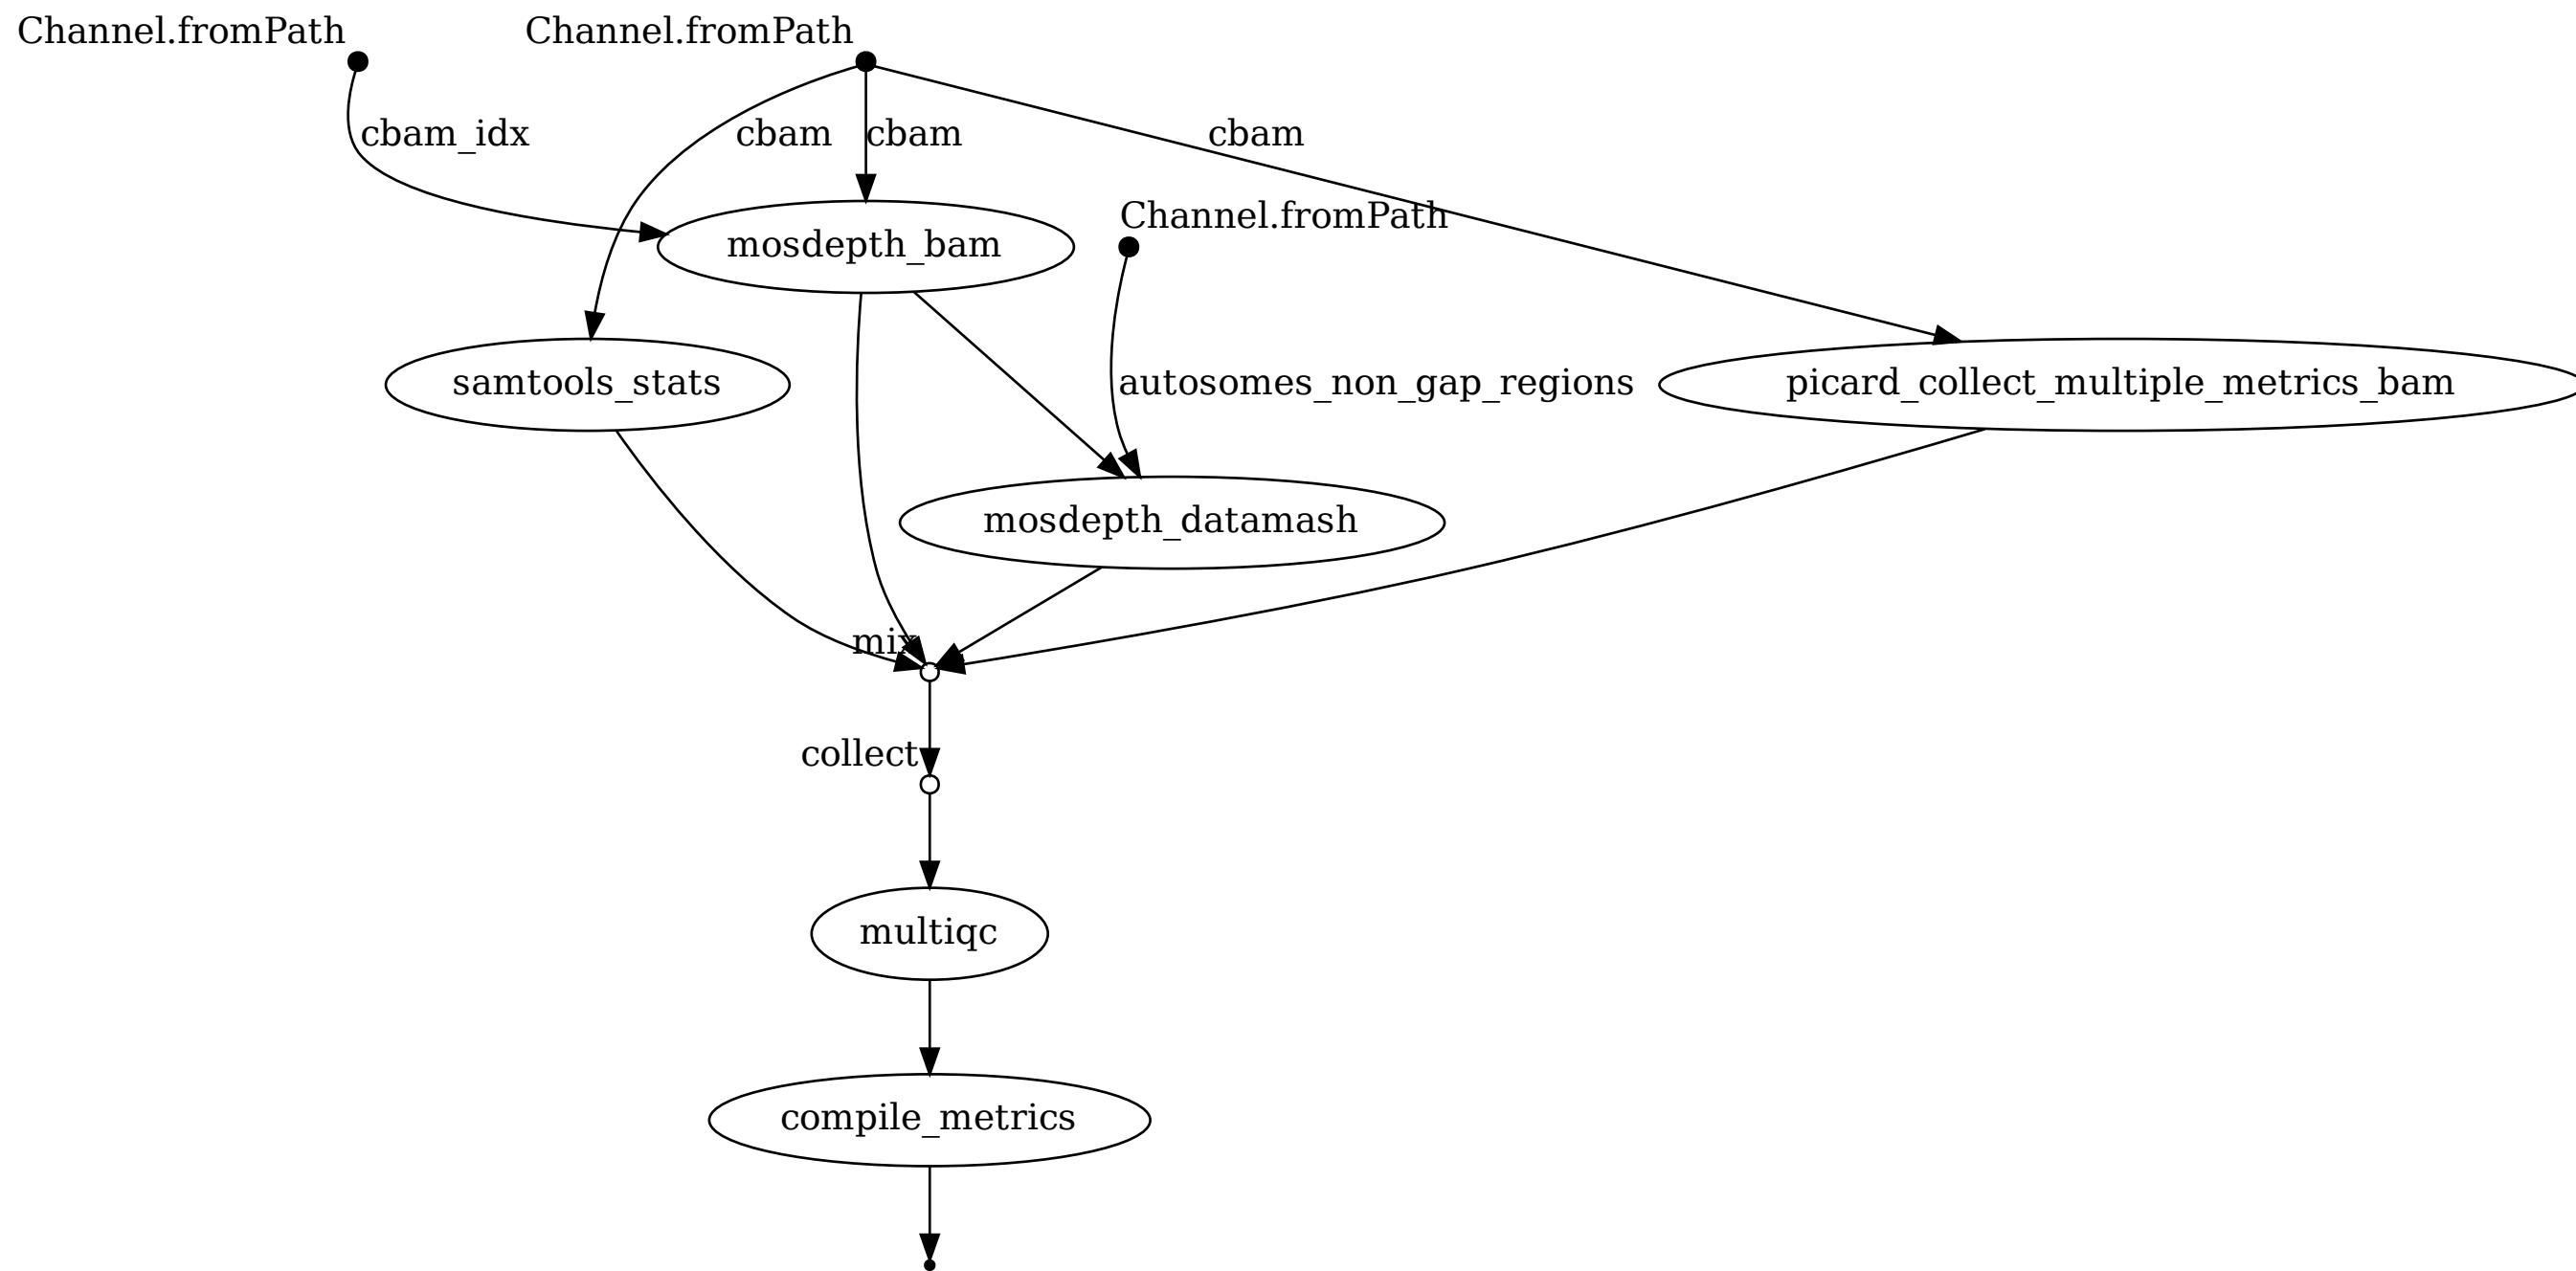 Channel.fromPath
Channel.fromPath
cbam_idx
cbam
cbam
cbam
Channel.fromPath
mosdepth_bam
samtools_stats
autosomes_non_gap_regions
picard_collect_multiple_metrics_bam
mosdepth_datamash
mix
collect
multiqc
compile_metrics